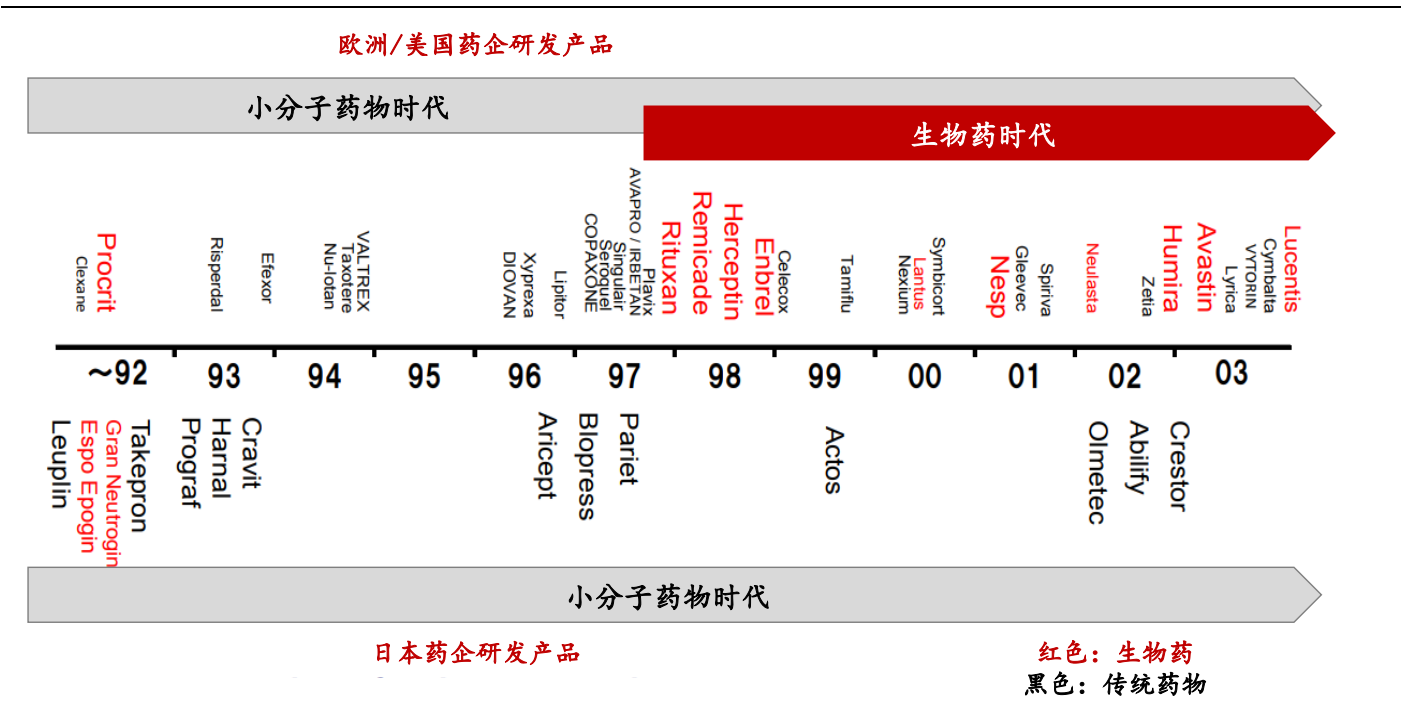 欧洲/美国药企研发产品
小分子药物时代
生物药时代
Clexane
Procrit
Risperdal
Efexor
Nu-lotan
Taxotere
VALTREX
DIOVAN
Xyprexa
Lipitor
COPAXONE
Seroquel
Singulair
AVAPRO / IRBETAN
Plavix
Rituxan
Remicade
Herceptin
Enbrel
Celecox
Tamiflu
Nexium
Lantus
Symbicort
Nesp
Gleevec
Spiriva
Neulasta
Zetia
Humira
Avastin
Lyrica
VYTORIN
Cymbalta
Lucentis
～92 93 94 95 96 97 98 99 00 01 02 03
Leuplin
Espo Epogin
Gran Neutrogin
Takepron
Prograf
Harnal
Cravit
Aricept
Blopress
Pariet
Actos
Olmetec
Abilify
Crestor
小分子药物时代
日本药企研发产品
红色：生物药
黑色：传统药物